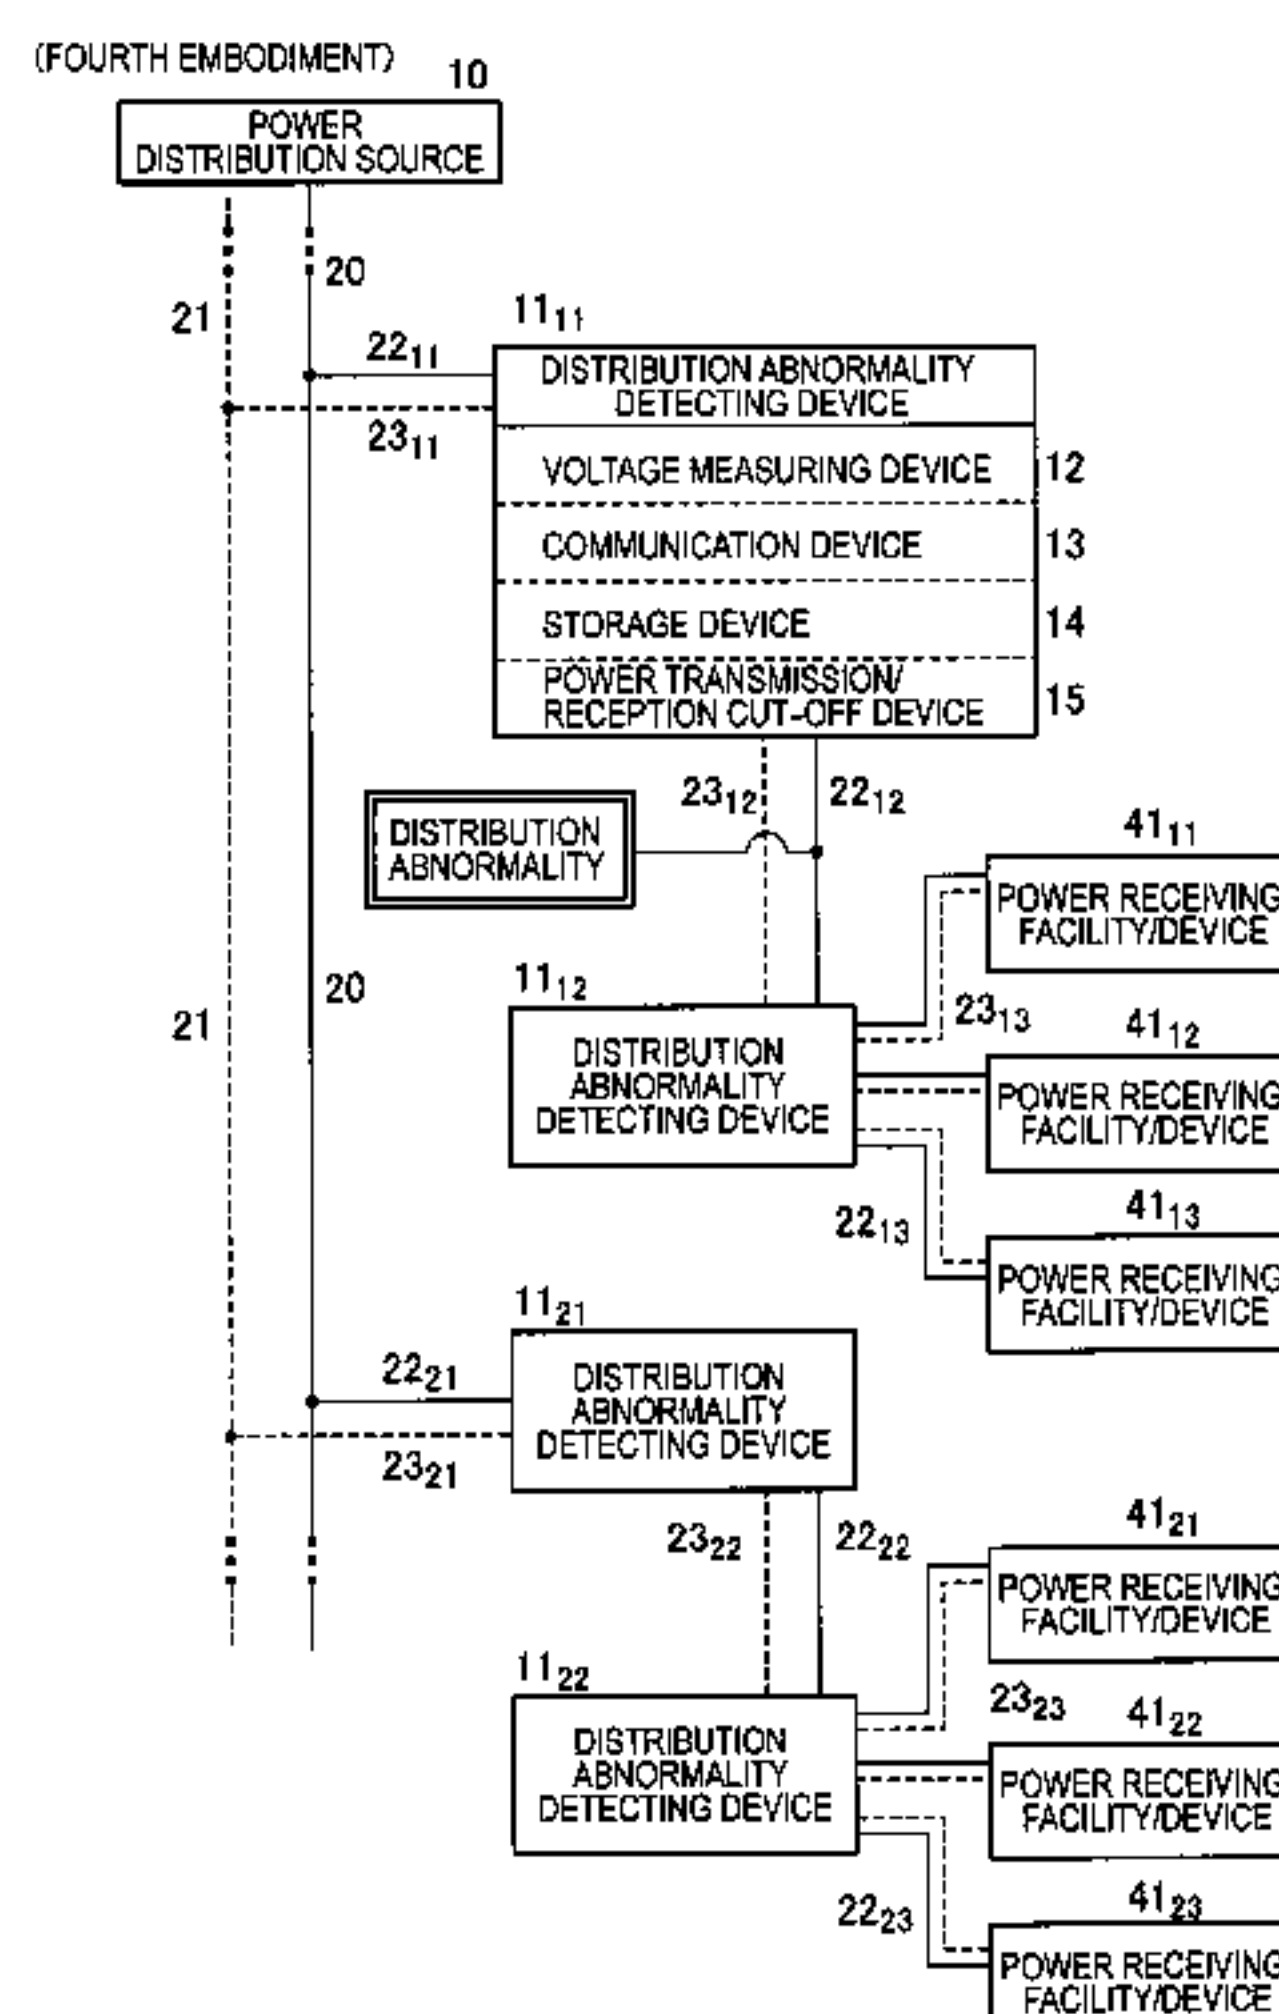 (FOURTH EMBODIMENT)
10
POWER
DISTRIBUTION SOURCE
20
21
11₁₁
22₁₁
DISTRIBUTION ABNORMALITY
DETECTING DEVICE
23₁₁
VOLTAGE MEASURING DEVICE
12
COMMUNICATION DEVICE
13
STORAGE DEVICE
14
POWER TRANSMISSION/
RECEPTION CUT-OFF DEVICE
15
23₁₂
22₁₂
DISTRIBUTION
ABNORMALITY
41₁₁
POWER RECEIVING
FACILITY/DEVICE
11₁₂
20
21
23₁₃
41₁₂
DISTRIBUTION
ABNORMALITY
DETECTING DEVICE
POWER RECEIVING
FACILITY/DEVICE
22₁₃
41₁₃
POWER RECEIVING
FACILITY/DEVICE
11₂₁
22₂₁
DISTRIBUTION
ABNORMALITY
DETECTING DEVICE
23₂₁
23₂₂
22₂₂
41₂₁
POWER RECEIVING
FACILITY/DEVICE
11₂₂
23₂₃
41₂₂
DISTRIBUTION
ABNORMALITY
DETECTING DEVICE
POWER RECEIVING
FACILITY/DEVICE
22₂₃
41₂₃
POWER RECEIVING
FACILITY/DEVICE